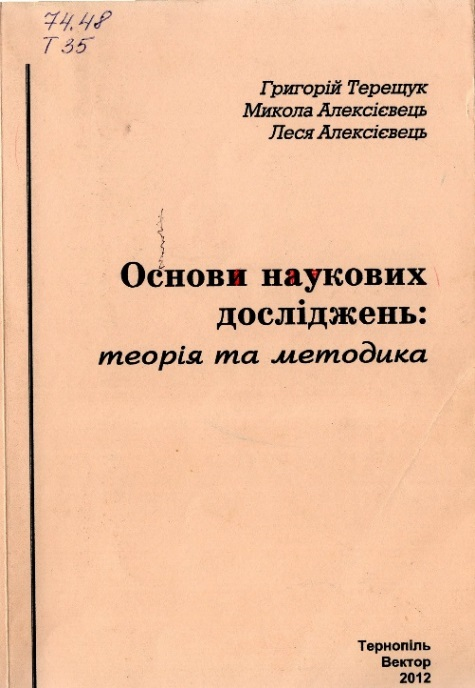 74.48
Т 35
Григорій Терещук
Микола Алексієвець
Леся Алексієвець
Основи наукових
досліджень:
теорія та методика
Тернопіль
Вектор
2012